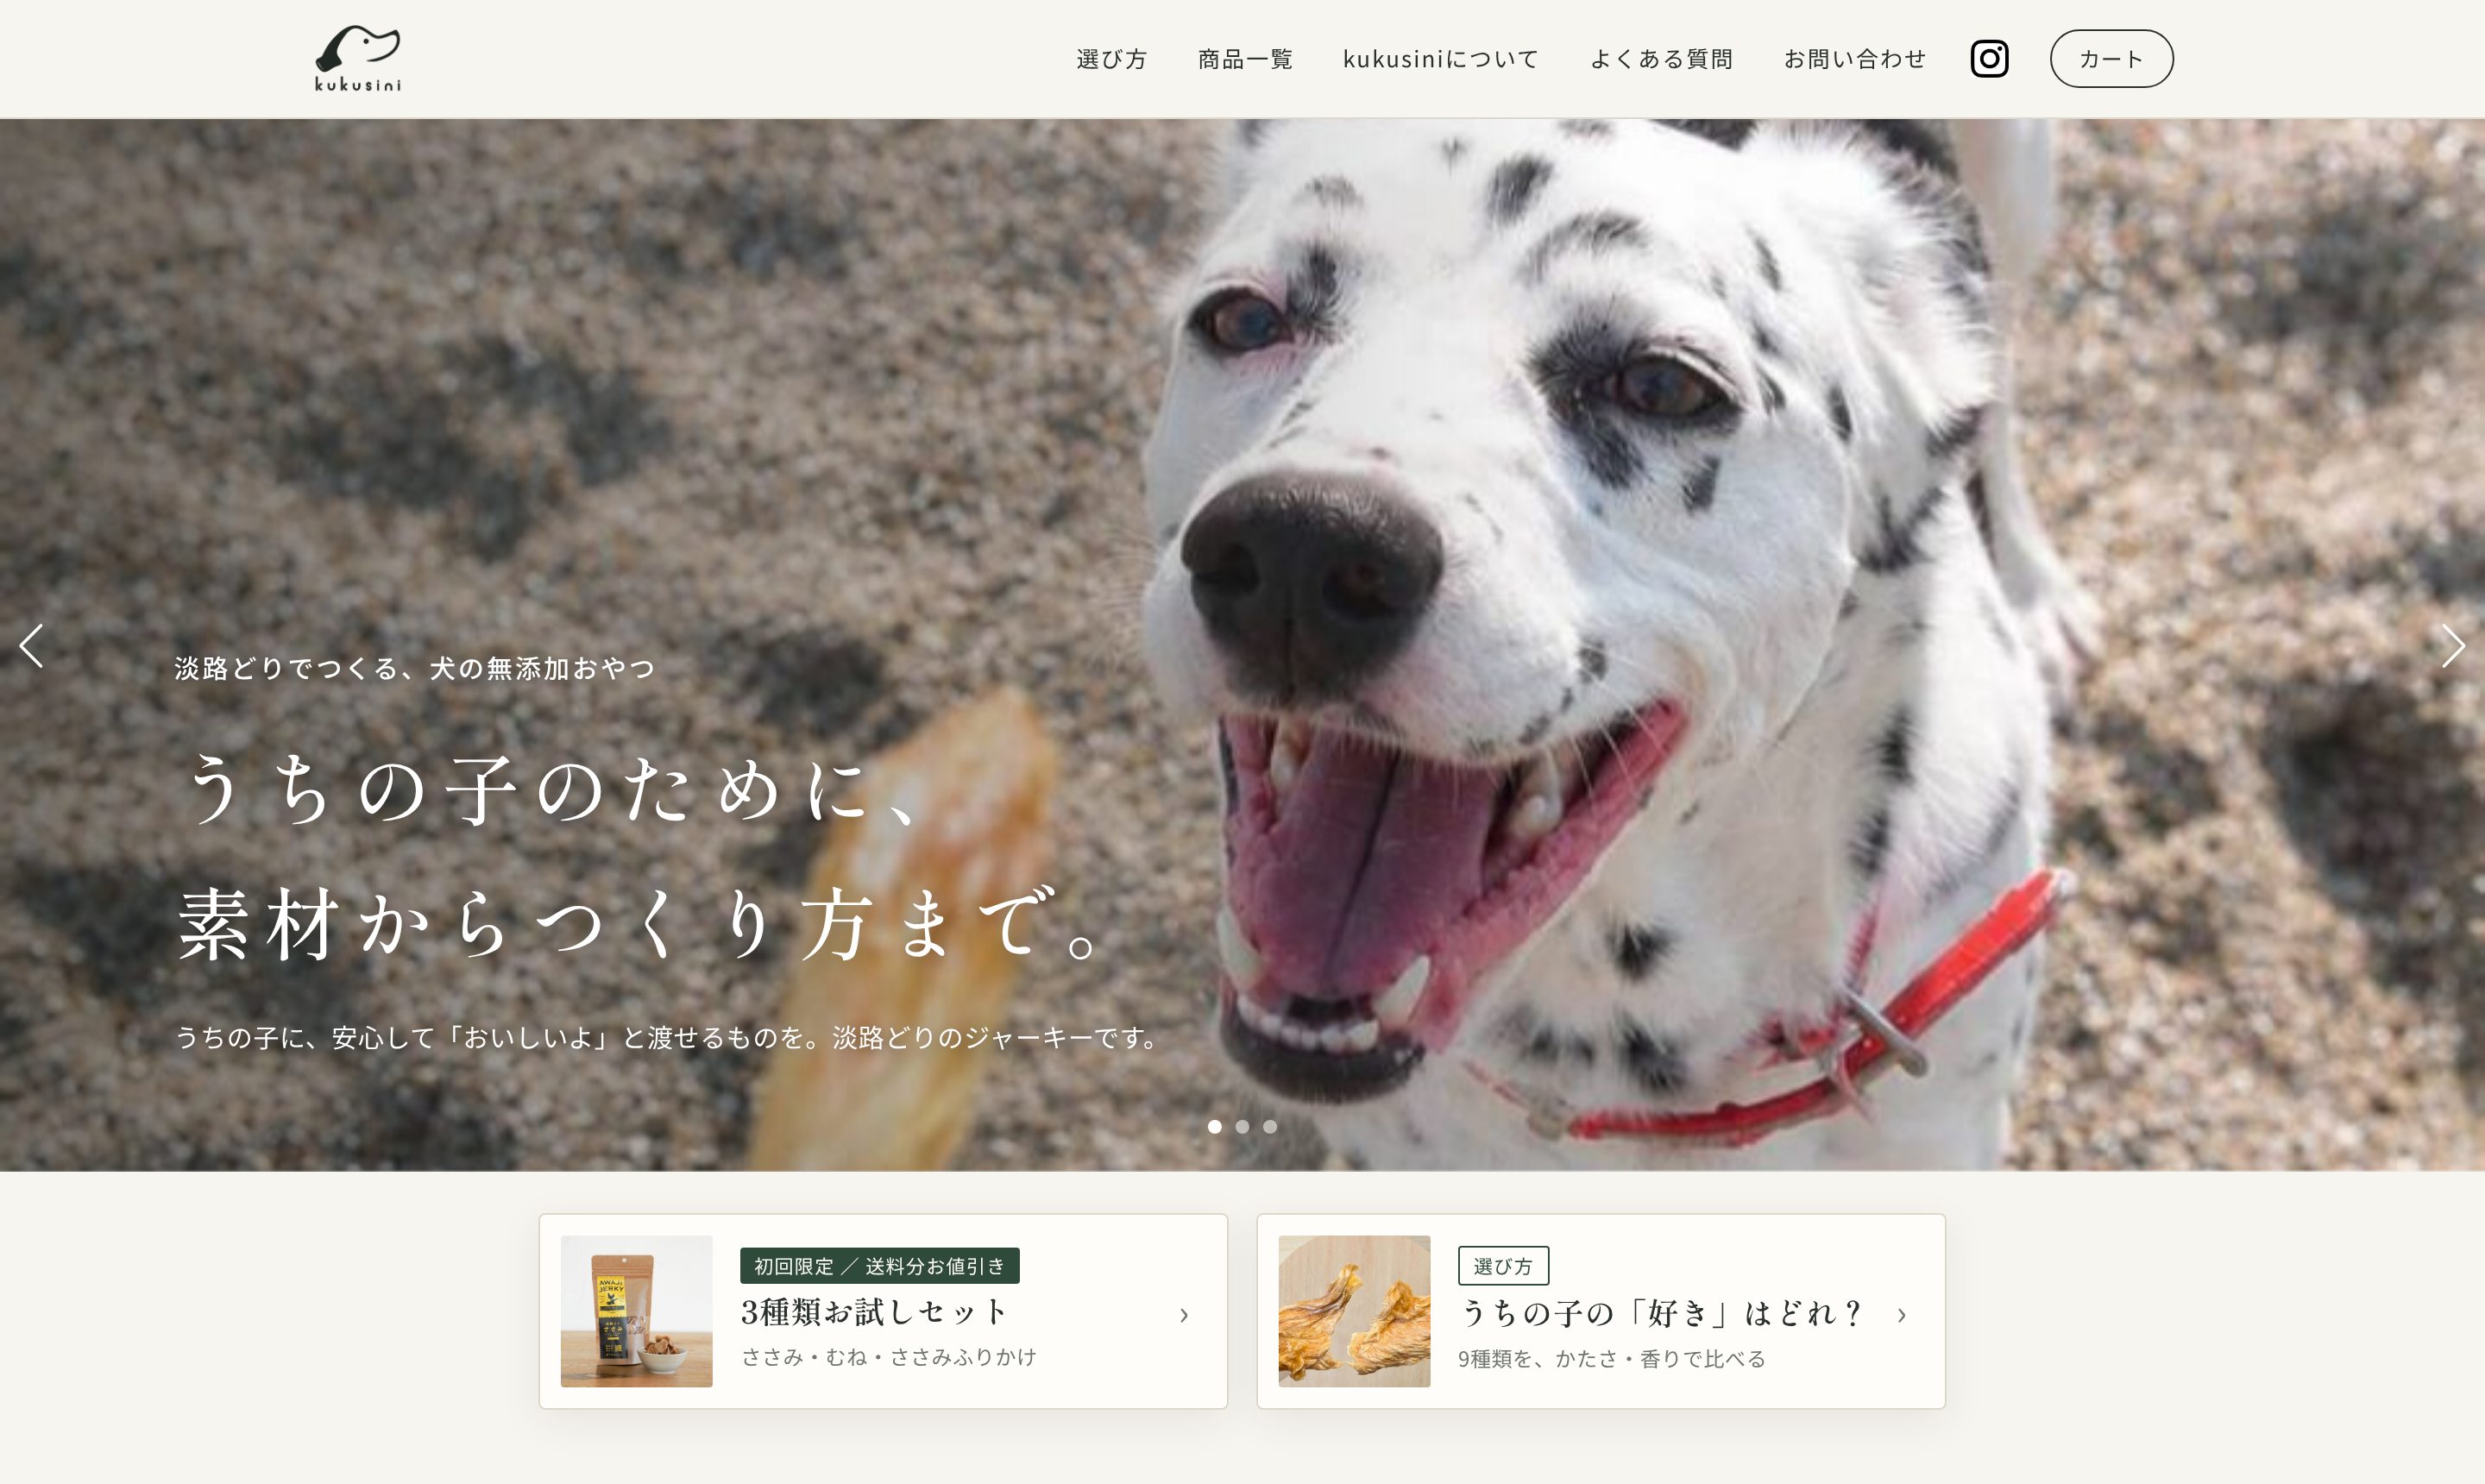 kukusini
選び方
商品一覧
kukusiniについて
よくある質問
お問い合わせ
カート
淡路どりでつくる、犬の無添加おやつ
うちの子のために、
素材からつくり方まで。
うちの子に、安心して「おいしいよ」と渡せるものを。淡路どりのジャーキーです。
AWAJI
JERKY
ささみ
初回限定 ／ 送料分お値引き
3種類お試しセット
ささみ・むね・ささみふりかけ
›
選び方
うちの子の「好き」はどれ？
9種類を、かたさ・香りで比べる
›